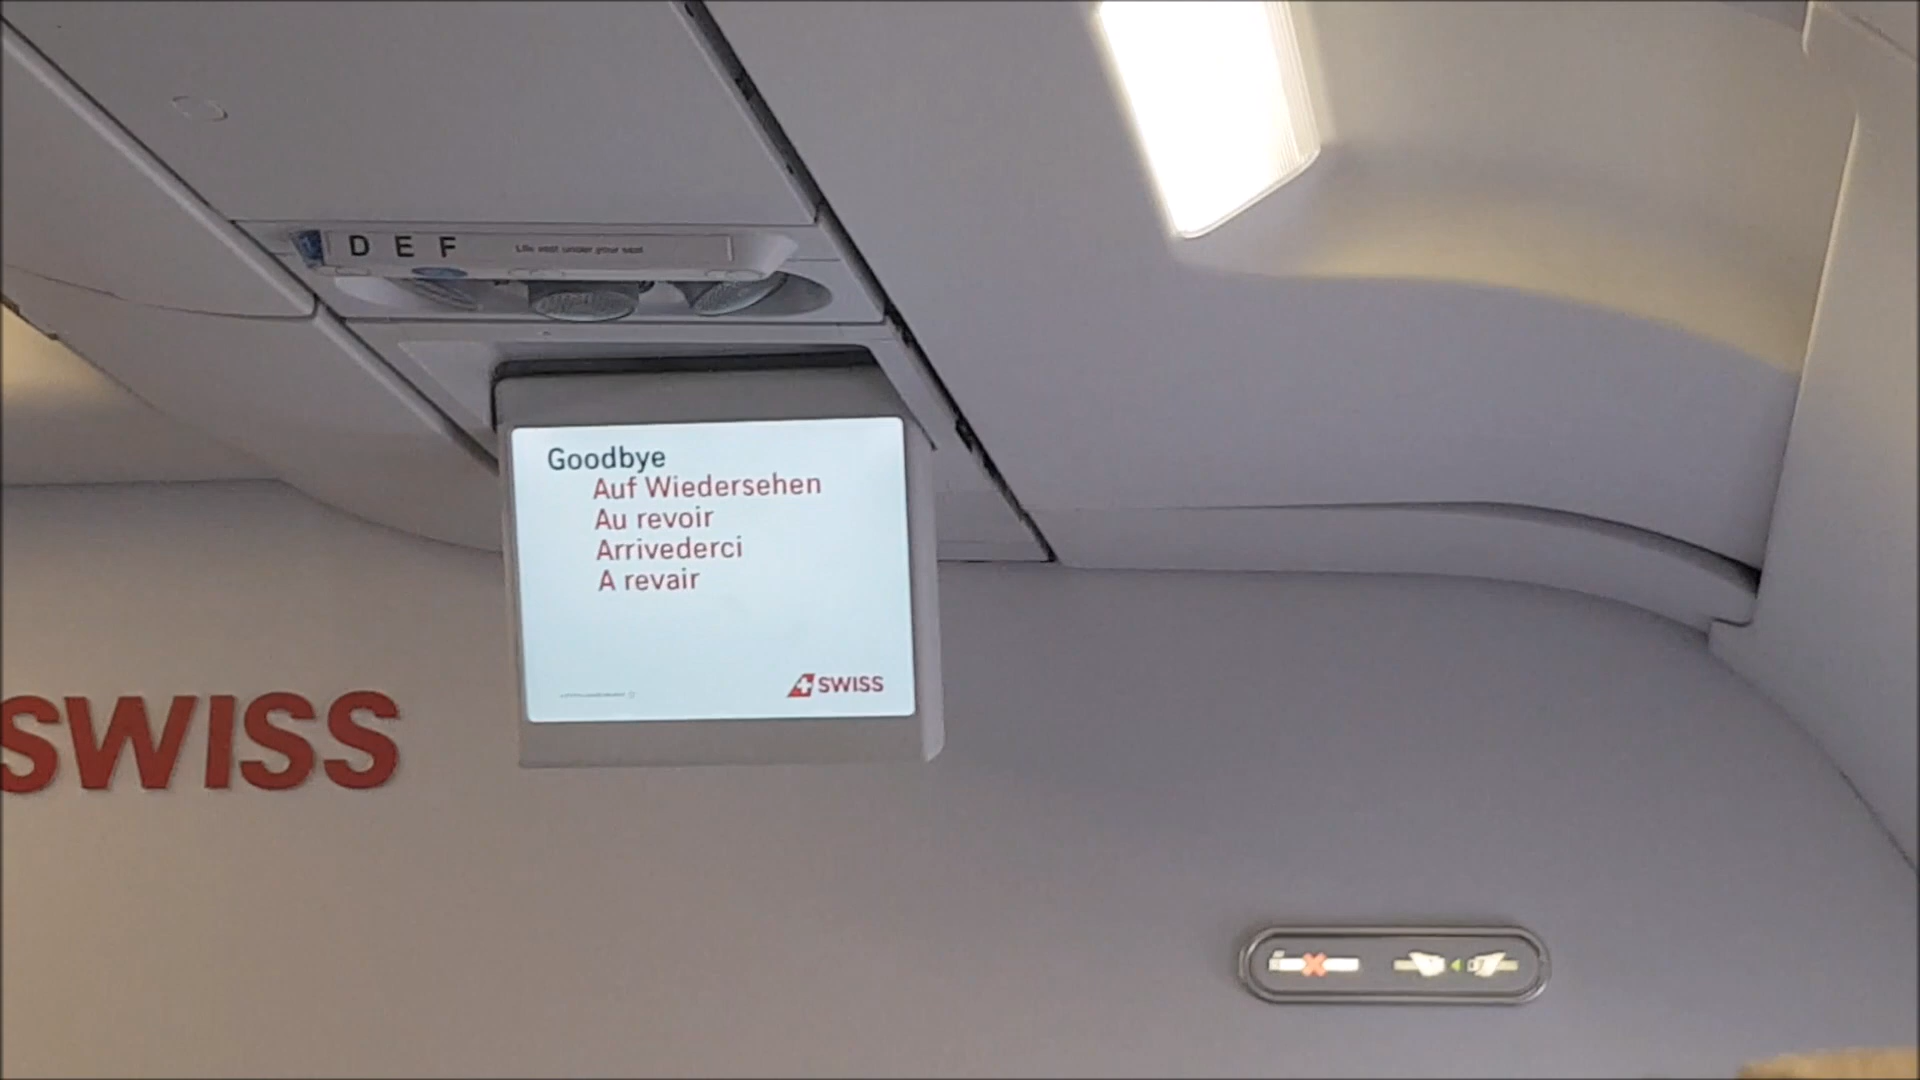 D E F Life vest under your seat
Goodbye
Auf Wiedersehen
Au revoir
Arrivederci
A revair
SWISS
SWISS